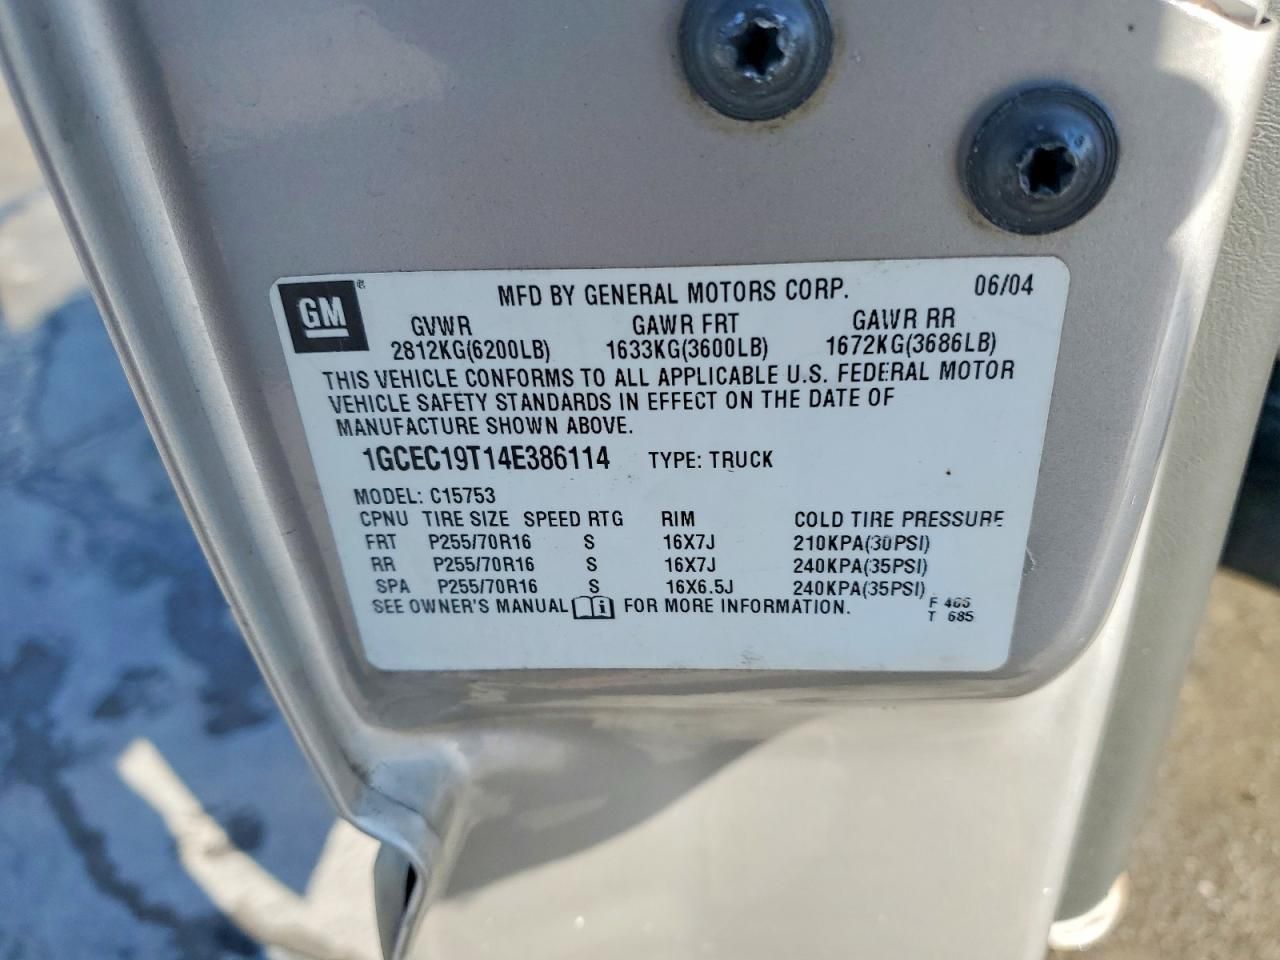 GM®
MFD BY GENERAL MOTORS CORP. 06/04
GVWR GAWR FRT GAWR RR
2812KG(6200LB) 1633KG(3600LB) 1672KG(3686LB)
THIS VEHICLE CONFORMS TO ALL APPLICABLE U.S. FEDERAL MOTOR
VEHICLE SAFETY STANDARDS IN EFFECT ON THE DATE OF
MANUFACTURE SHOWN ABOVE.
1GCEC19T14E386114 TYPE: TRUCK
MODEL: C15753
CPNU TIRE SIZE SPEED RTG RIM COLD TIRE PRESSURE
FRT P255/70R16 S 16X7J 210KPA(30PSI)
RR P255/70R16 S 16X7J 240KPA(35PSI)
SPA P255/70R16 S 16X6.5J 240KPA(35PSI)
SEE OWNER'S MANUAL i FOR MORE INFORMATION.
F 465
T 685